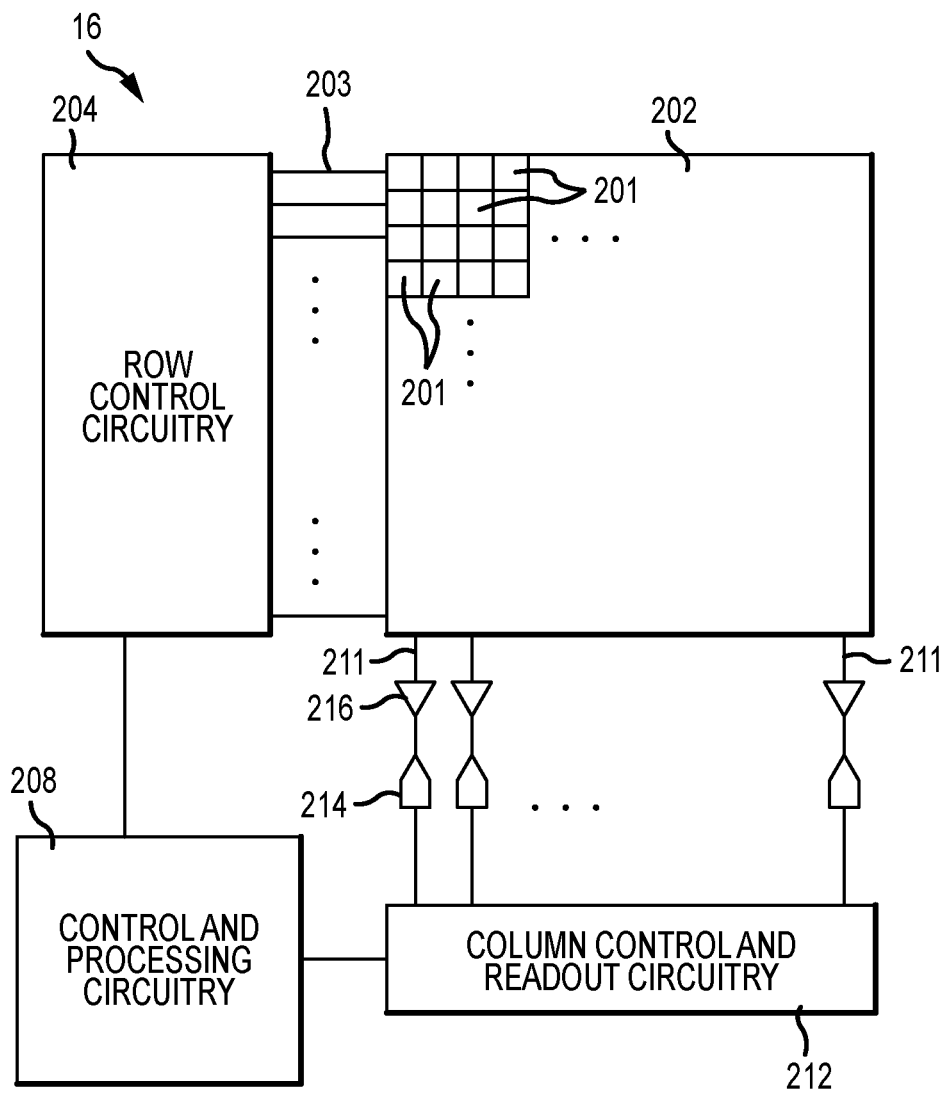 16
204
203
202
201
201
ROW
CONTROL
CIRCUITRY
211
211
216
208
214
CONTROL AND
PROCESSING
CIRCUITRY
COLUMN CONTROL AND
READOUT CIRCUITRY
212